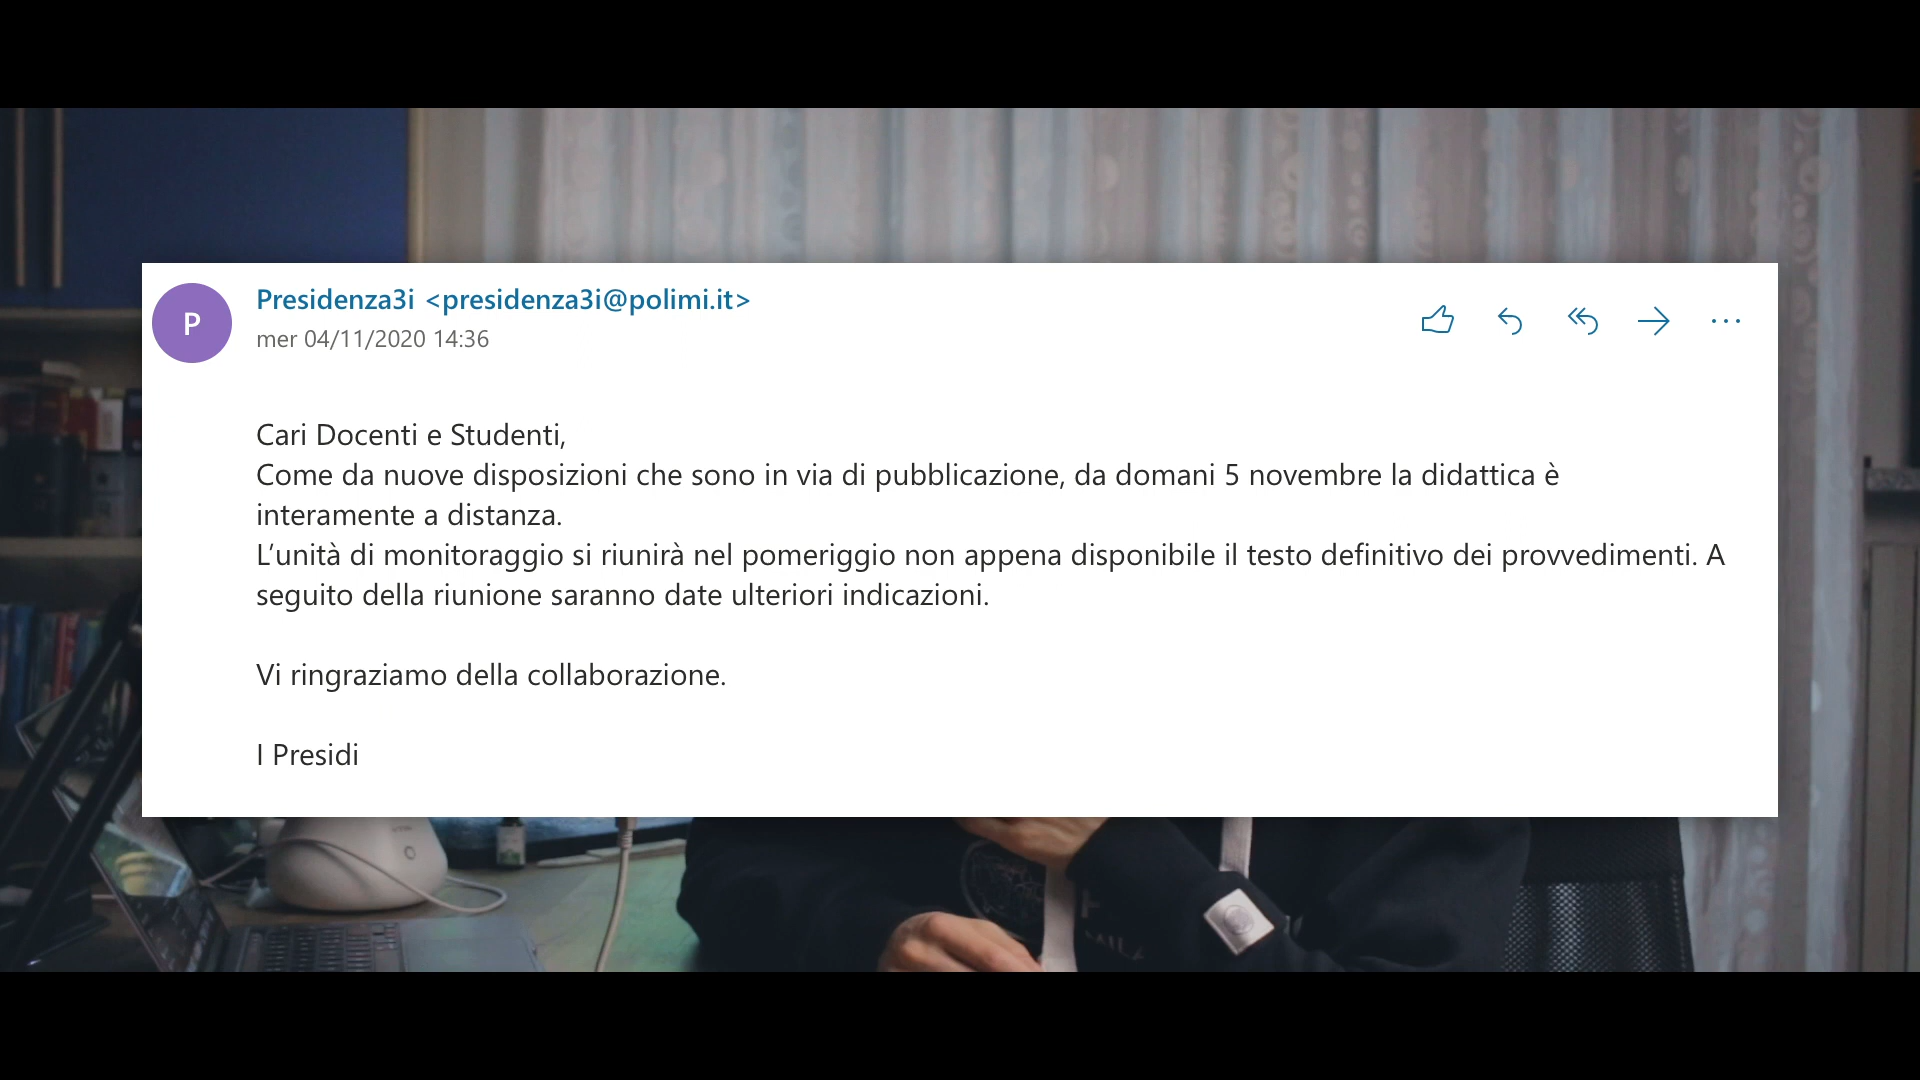 P
Presidenza3i <presidenza3i@polimi.it>
mer 04/11/2020 14:36
Cari Docenti e Studenti,
Come da nuove disposizioni che sono in via di pubblicazione, da domani 5 novembre la didattica è
interamente a distanza.
L’unità di monitoraggio si riunirà nel pomeriggio non appena disponibile il testo definitivo dei provvedimenti. A
seguito della riunione saranno date ulteriori indicazioni.
Vi ringraziamo della collaborazione.
I Presidi